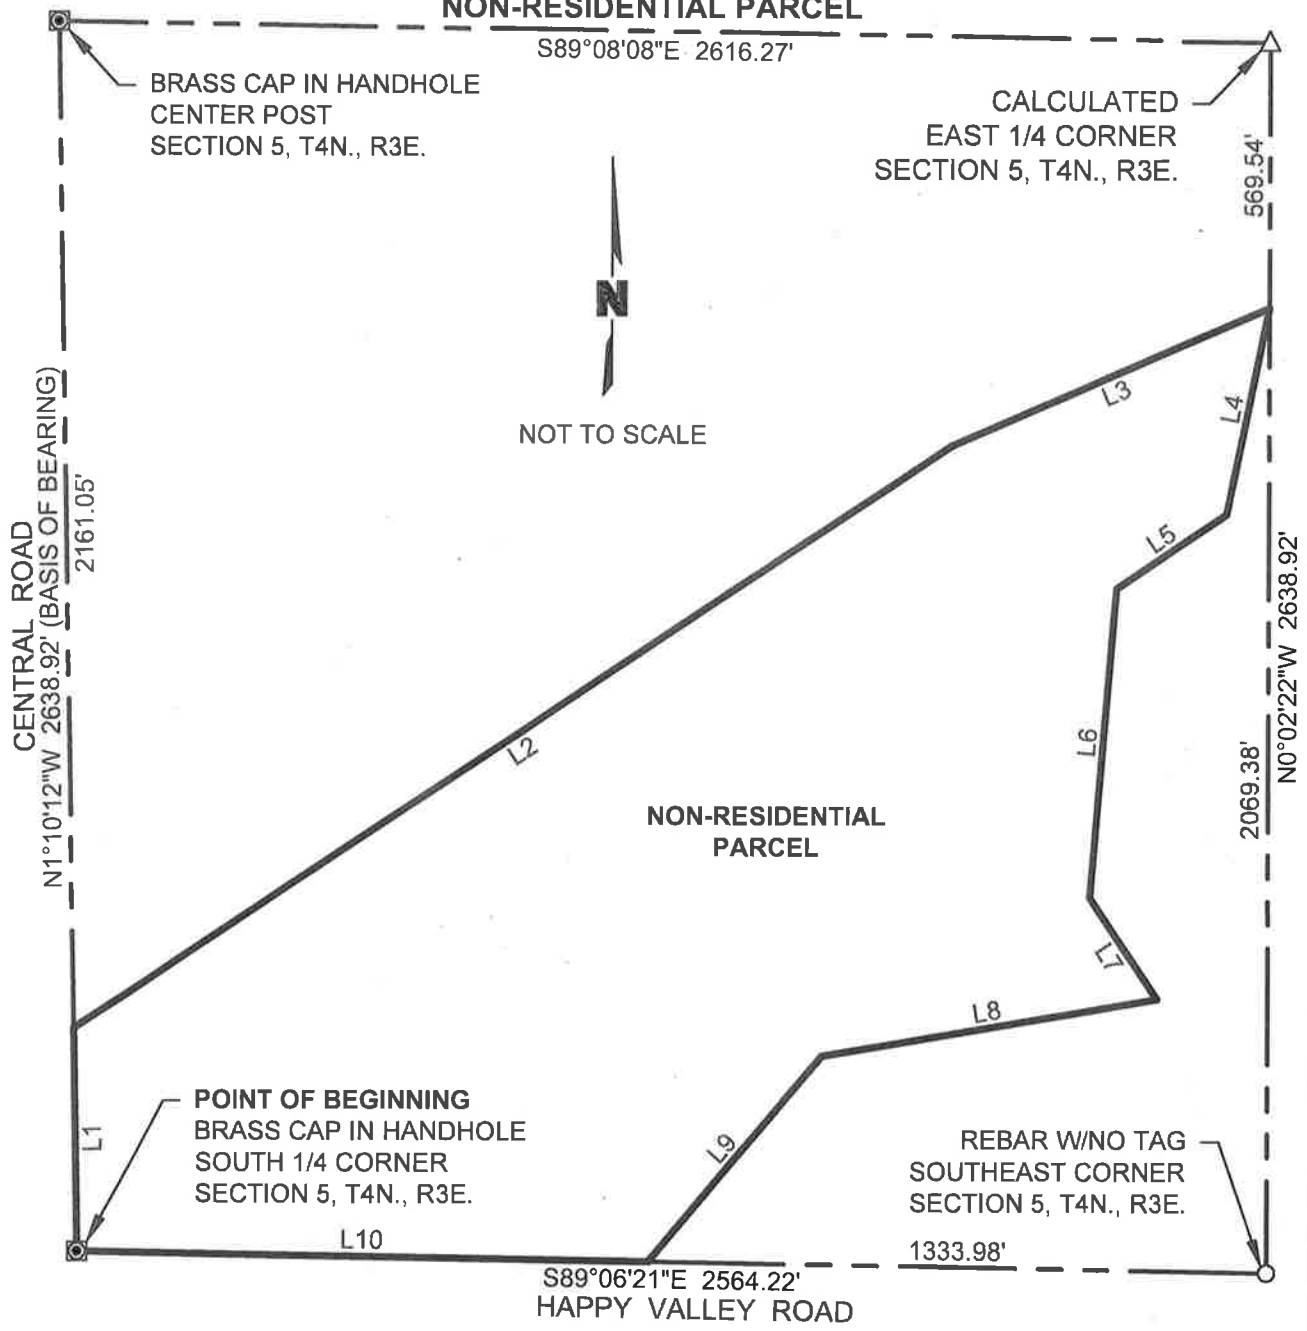 NON-RESIDENTIAL PARCEL
S89°08'08"E 2616.27'
BRASS CAP IN HANDHOLE
CENTER POST
SECTION 5, T4N., R3E.
CALCULATED
EAST 1/4 CORNER
SECTION 5, T4N., R3E.
569.54'
N
NOT TO SCALE
CENTRAL ROAD
N1°10'12"W 2638.92' (BASIS OF BEARING)
2161.05'
L3
L4
L5
L2
L6
NON-RESIDENTIAL
PARCEL
2069.38'
N0°02'22"W 2638.92'
L7
L8
L1
POINT OF BEGINNING
BRASS CAP IN HANDHOLE
SOUTH 1/4 CORNER
SECTION 5, T4N., R3E.
L9
REBAR W/NO TAG
SOUTHEAST CORNER
SECTION 5, T4N., R3E.
L10
1333.98'
S89°06'21"E 2564.22'
HAPPY VALLEY ROAD